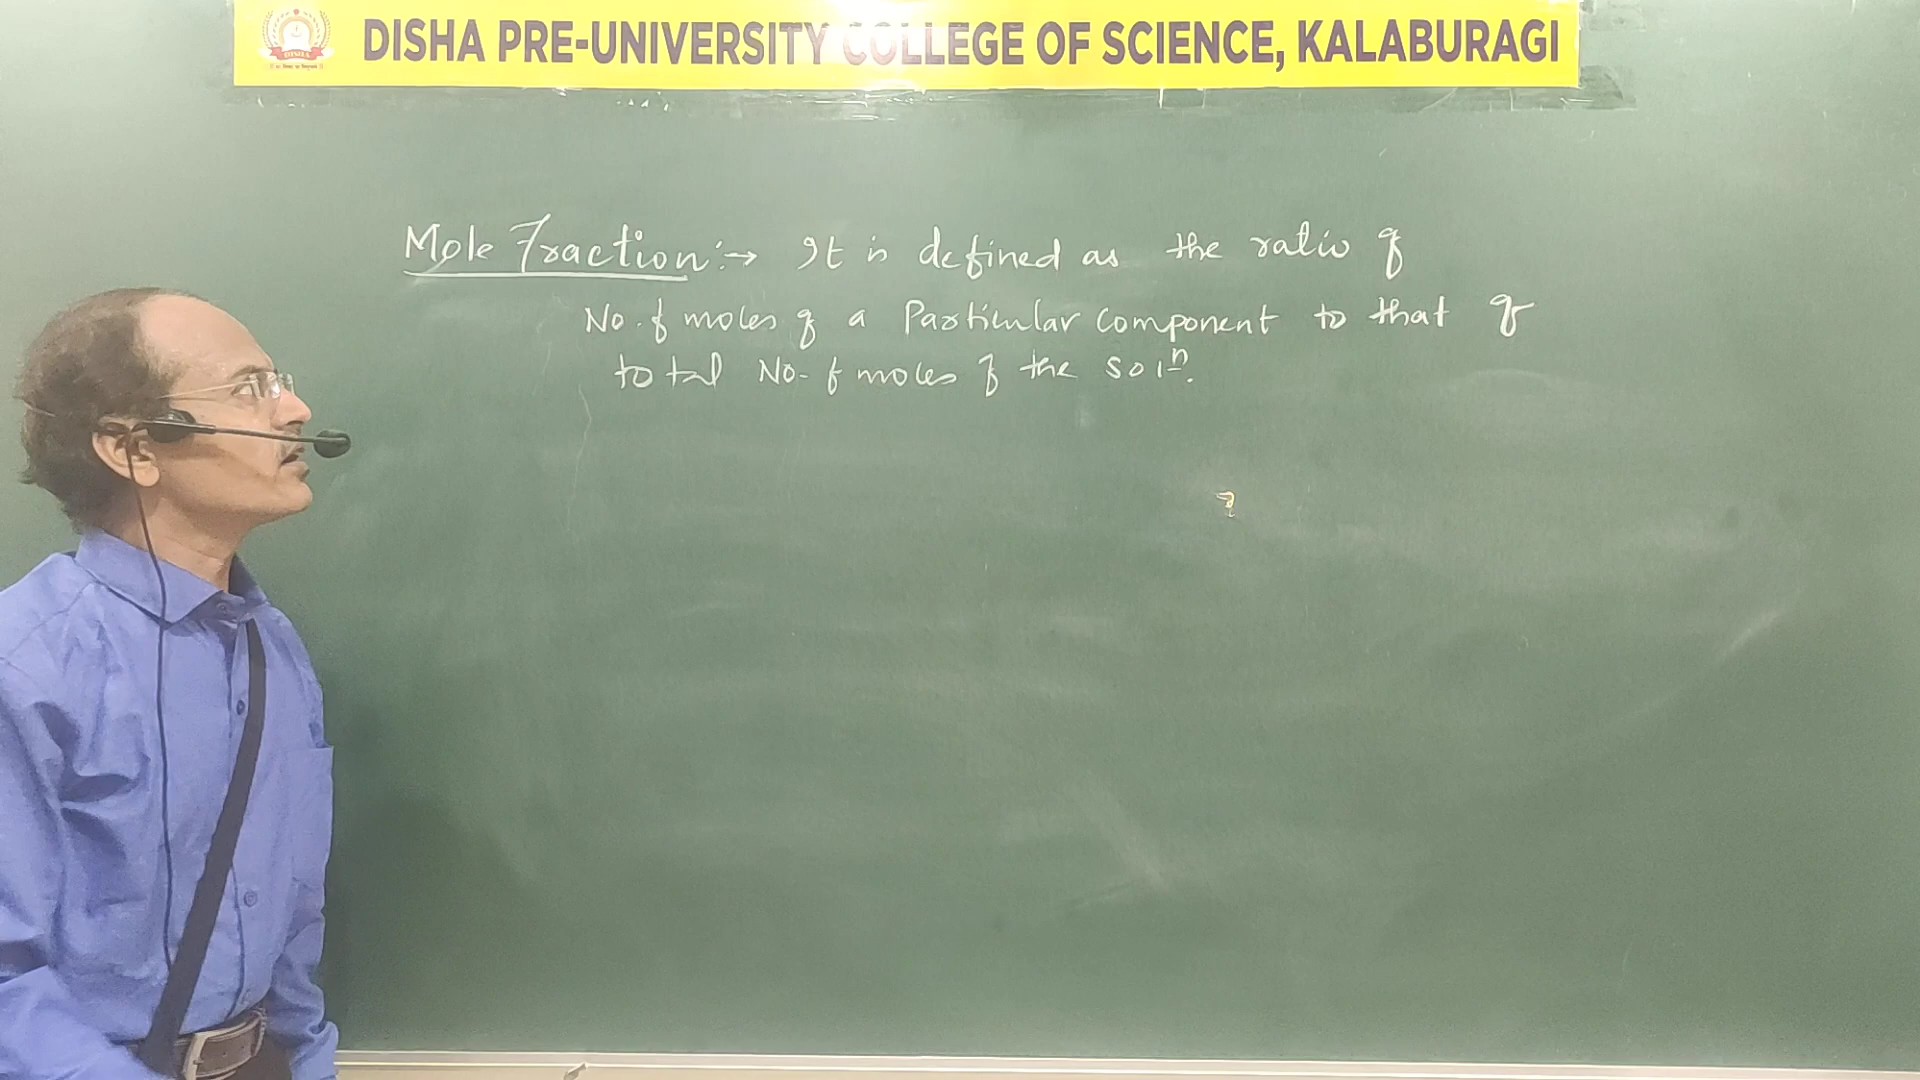 DISHA PRE-UNIVERSITY COLLEGE OF SCIENCE, KALABURAGI
DISHA
Mole Fraction:→ It is defined as the ratio of
No. of moles of a Particular Component to that of
total No. of moles of the solⁿ.